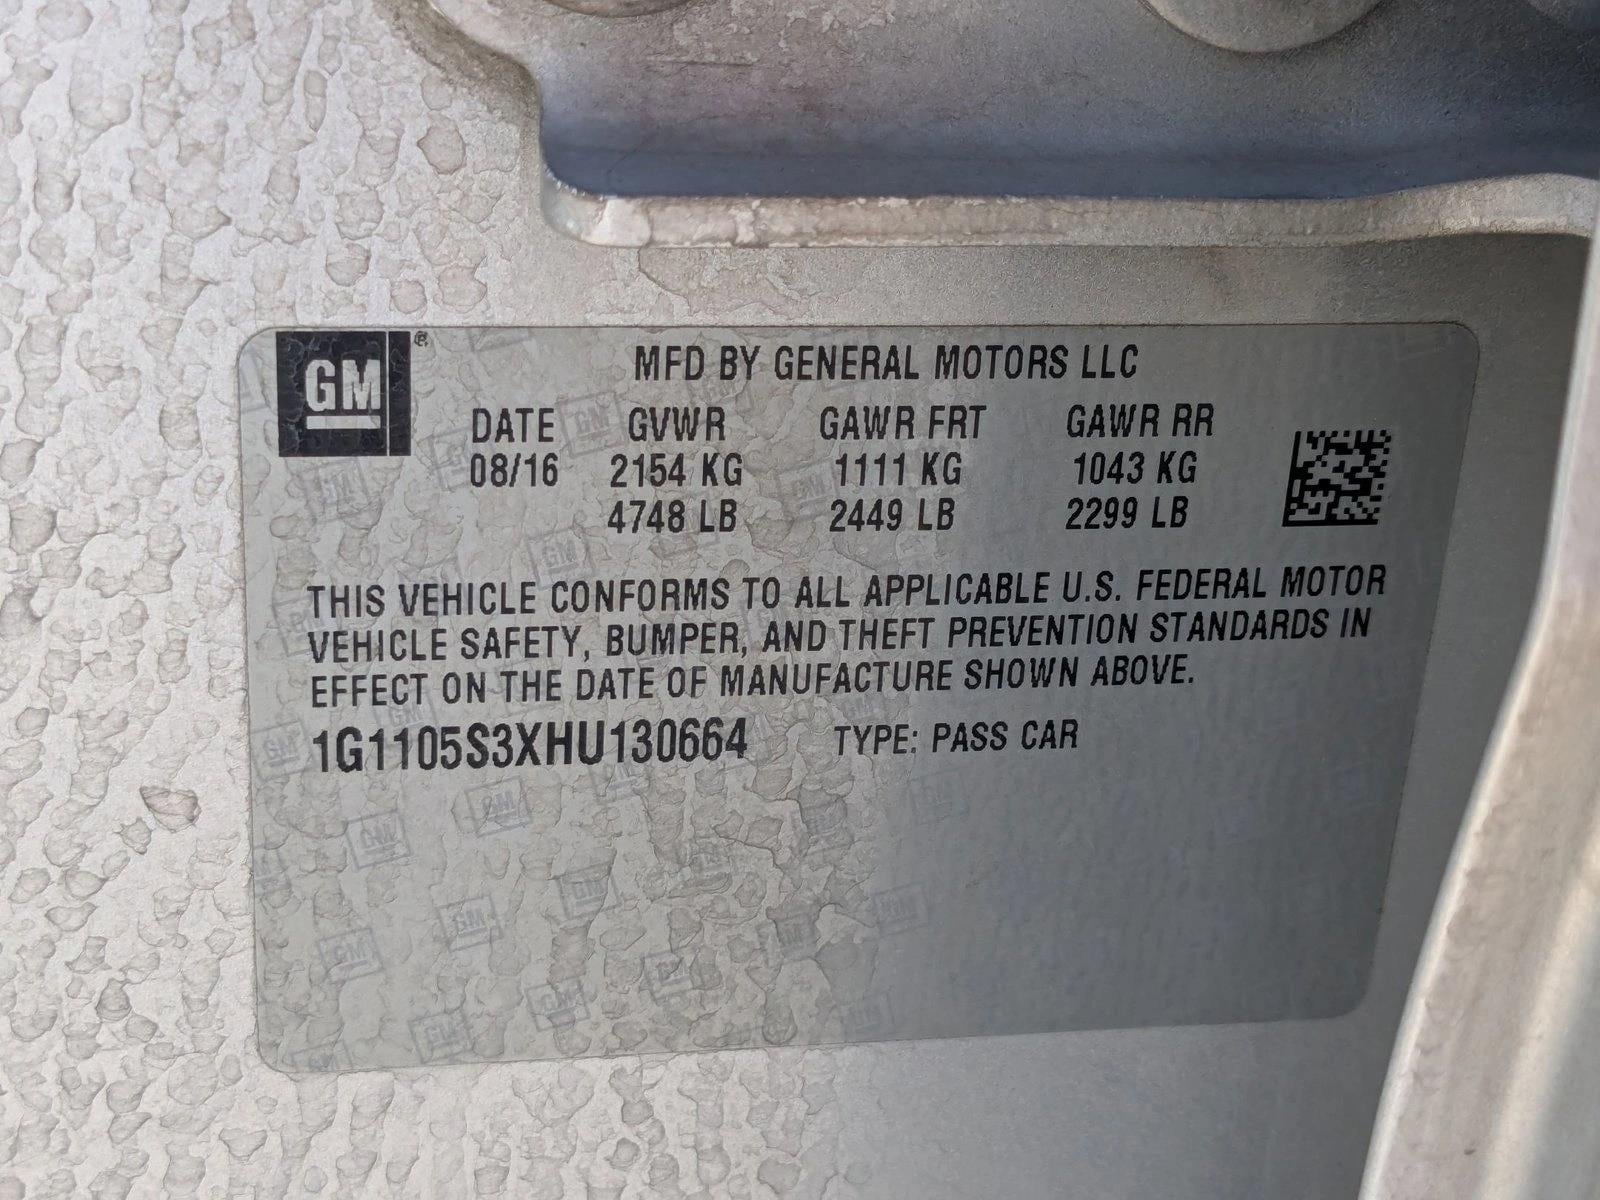 GM®
MFD BY GENERAL MOTORS LLC
DATE GVWR GAWR FRT GAWR RR
08/16 2154 KG 1111 KG 1043 KG
4748 LB 2449 LB 2299 LB
THIS VEHICLE CONFORMS TO ALL APPLICABLE U.S. FEDERAL MOTOR
VEHICLE SAFETY, BUMPER, AND THEFT PREVENTION STANDARDS IN
EFFECT ON THE DATE OF MANUFACTURE SHOWN ABOVE.
1G1105S3XHU130664 TYPE: PASS CAR